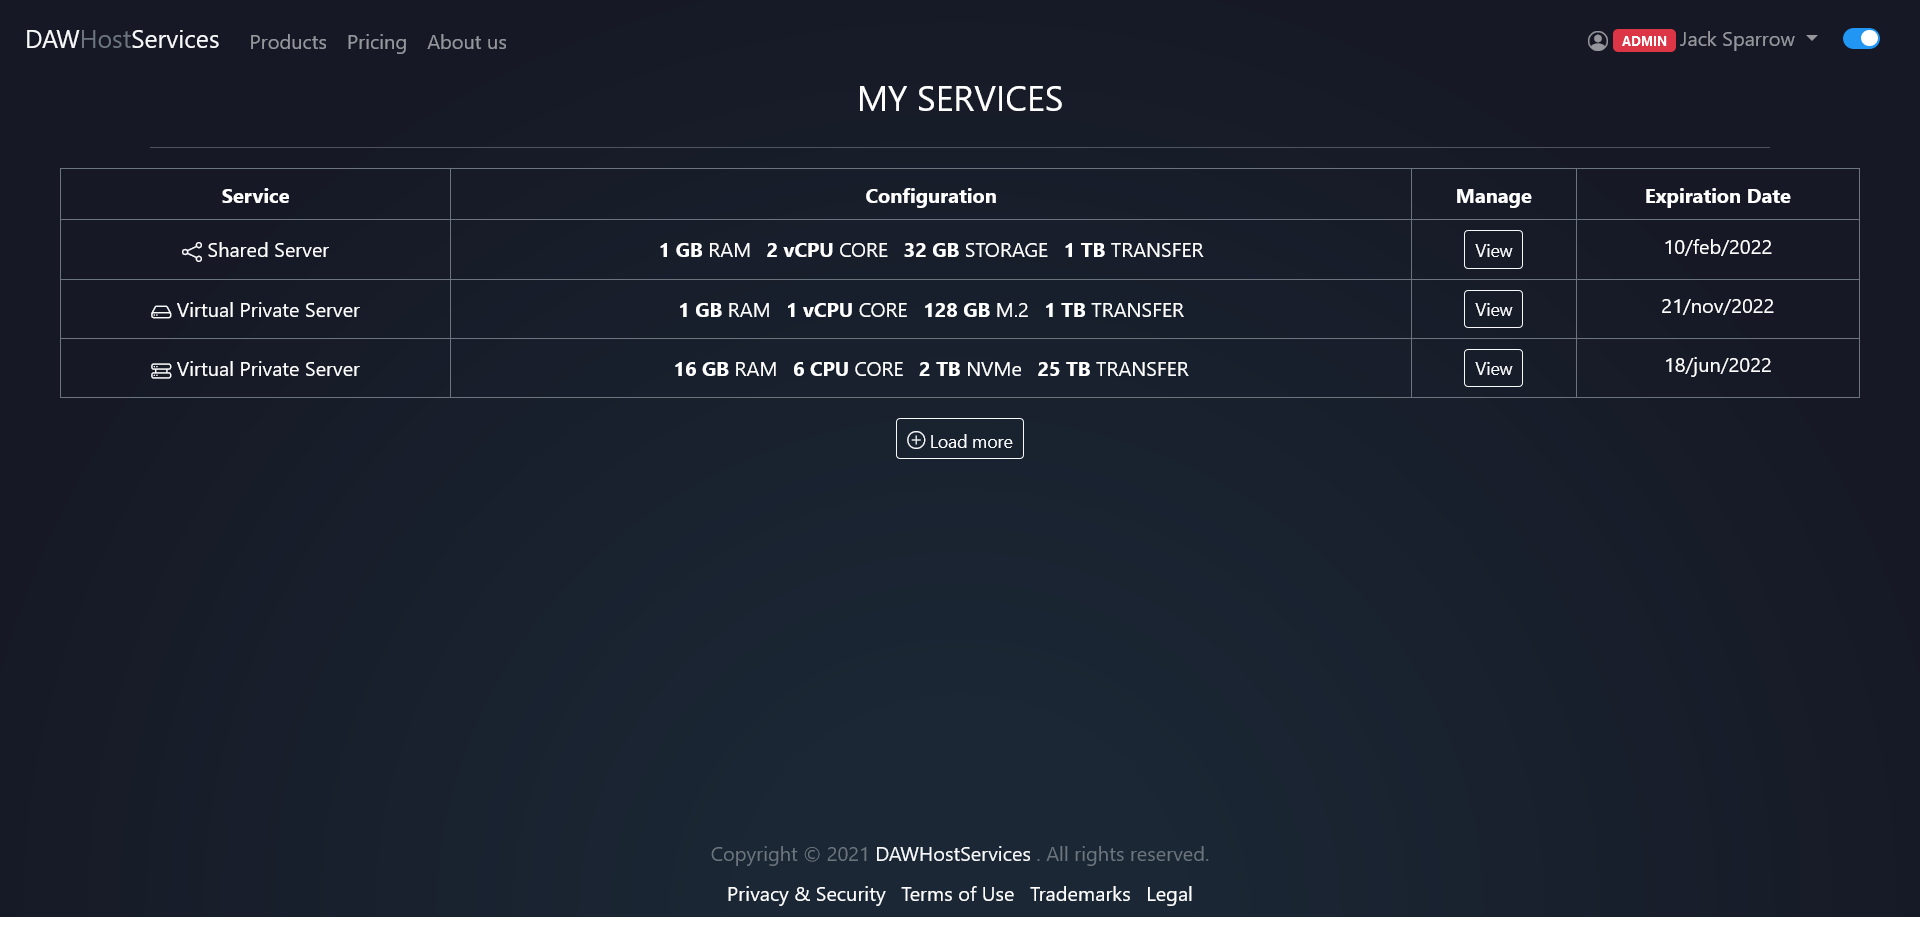 DAWHostServices Products Pricing About us ADMIN Jack Sparrow
MY SERVICES
Service Configuration Manage Expiration Date
Shared Server 1 GB RAM 2 vCPU CORE 32 GB STORAGE 1 TB TRANSFER View 10/feb/2022
Virtual Private Server 1 GB RAM 1 vCPU CORE 128 GB M.2 1 TB TRANSFER View 21/nov/2022
Virtual Private Server 16 GB RAM 6 CPU CORE 2 TB NVMe 25 TB TRANSFER View 18/jun/2022
Load more
Copyright © 2021 DAWHostServices . All rights reserved.
Privacy & Security Terms of Use Trademarks Legal